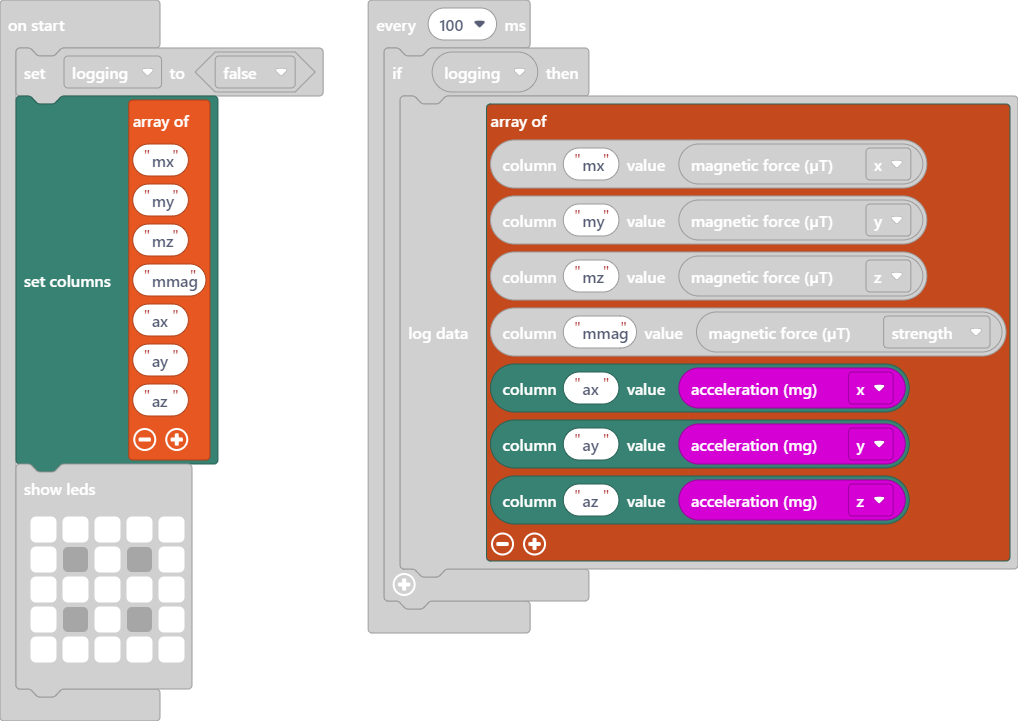 on start
set logging to false
set columns
array of
"mx"
"my"
"mz"
"mmag"
"ax"
"ay"
"az"
show leds
every 100 ms
if logging then
log data
array of
column "mx" value magnetic force (µT) x
column "my" value magnetic force (µT) y
column "mz" value magnetic force (µT) z
column "mmag" value magnetic force (µT) strength
column "ax" value acceleration (mg) x
column "ay" value acceleration (mg) y
column "az" value acceleration (mg) z